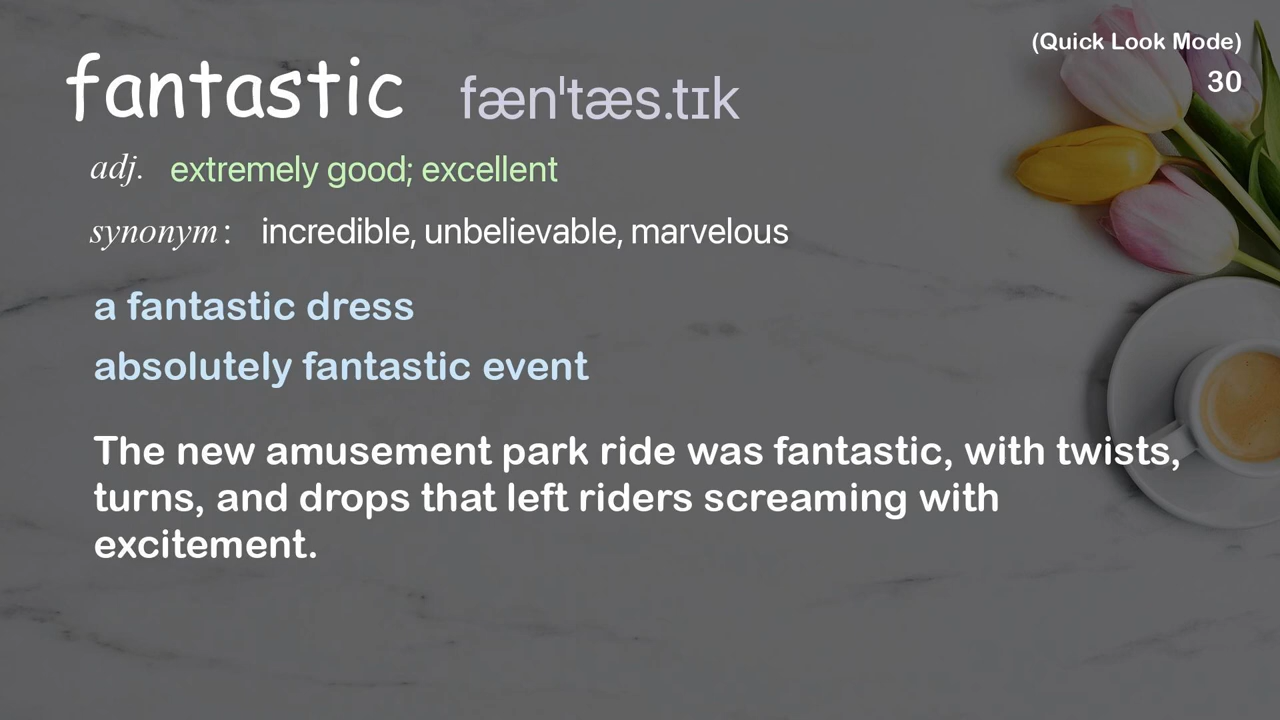 (Quick Look Mode)
30
fantastic fæn'tæs.tɪk
adj. extremely good; excellent
synonym: incredible, unbelievable, marvelous
a fantastic dress
absolutely fantastic event
The new amusement park ride was fantastic, with twists,
turns, and drops that left riders screaming with
excitement.